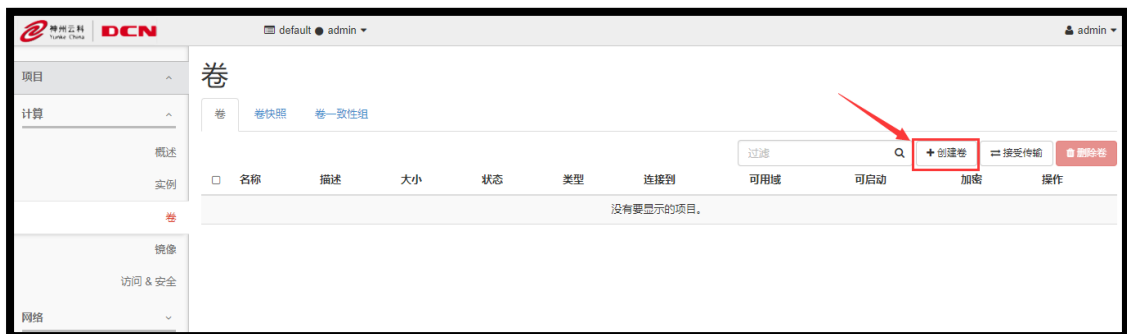 神州云科 Yunke China DCN default admin admin
项目
卷
计算
卷 卷快照 卷一致性组
概述
过滤 创建卷 接受传输 删除卷
实例
名称 描述 大小 状态 类型 连接到 可用域 可启动 加密 操作
卷
没有要显示的项目。
镜像
访问 & 安全
网络